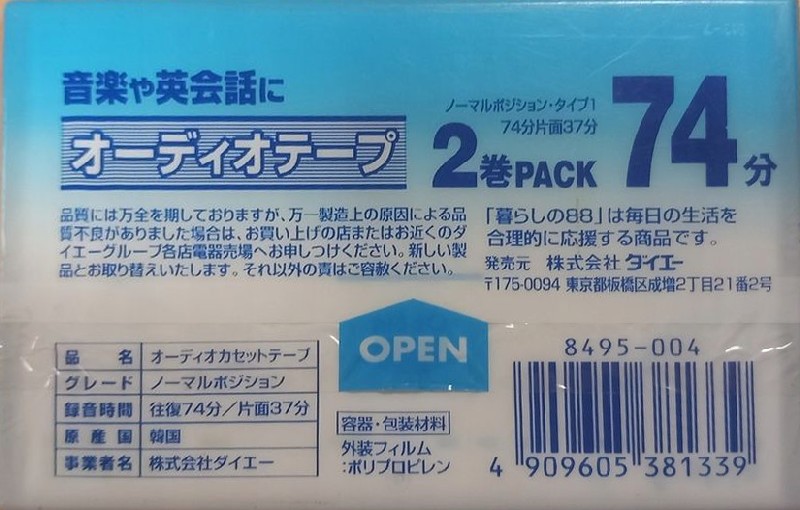 音楽や英会話に
オーディオテープ
ノーマルポジション・タイプ1
74分片面37分
2巻PACK
74分
品質には万全を期しておりますが、万一製造上の原因による品
質不良がありました場合は、お買い上げの店またはお近くのダ
イエーグループ各店電器売場へお申しつけください。新しい製
品とお取り替えいたします。それ以外の責はご容赦ください。
「暮らしの88」は毎日の生活を
合理的に応援する商品です。
発売元 株式会社 ダイエー
〒175-0094 東京都坂橋区成増2丁目21番2号
OPEN
品名 オーディオカセットテープ
グレード ノーマルポジション
録音時間 往復74分/片面37分
原産国 韓国
事業者名 株式会社ダイエー
容器・包装材料
外装フィルム
:ポリプロピレン
8495-004
4 909605 381339